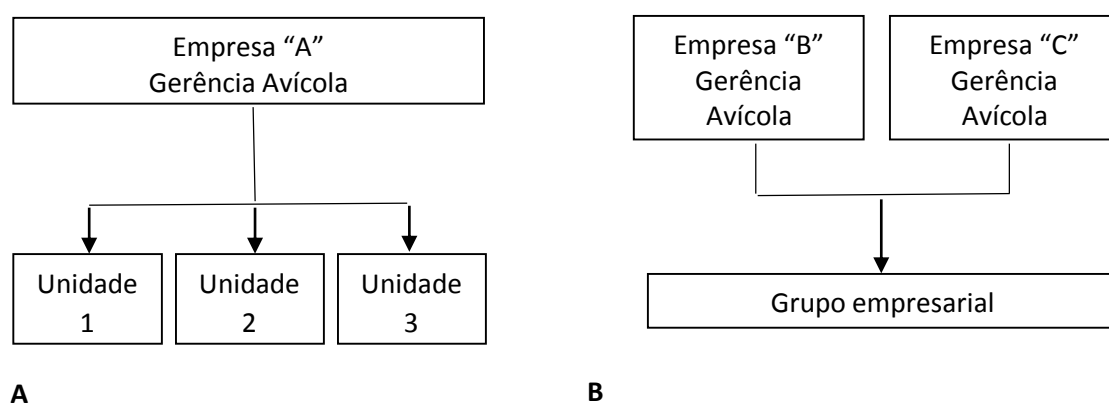 Empresa “A”
Gerência Avícola
Unidade
1
Unidade
2
Unidade
3
A
Empresa “B”
Gerência
Avícola
Empresa “C”
Gerência
Avícola
Grupo empresarial
B